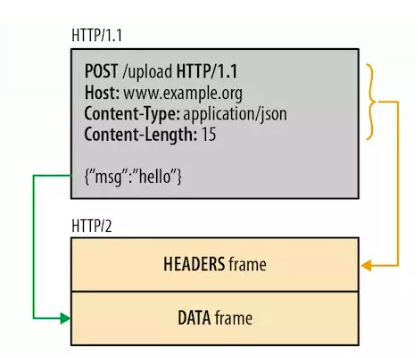 HTTP/1.1
POST /upload HTTP/1.1
Host: www.example.org
Content-Type: application/json
Content-Length: 15
{“msg”:“hello”}
HTTP/2
HEADERS frame
DATA frame